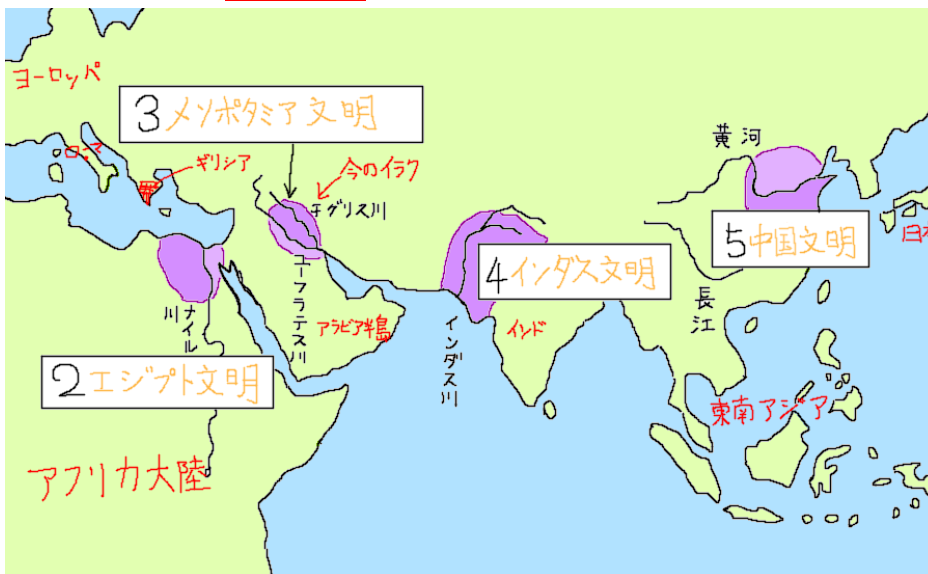 ヨーロッパ
3メソポタミア文明
ローマ
ギリシア
今のイラク
チグリス川
ユーフラテス川
黄河
5中国文明
日本
4インダス文明
長江
ナイル川
アラビア半島
インダス川
インド
2エジプト文明
東南アジア
アフリカ大陸